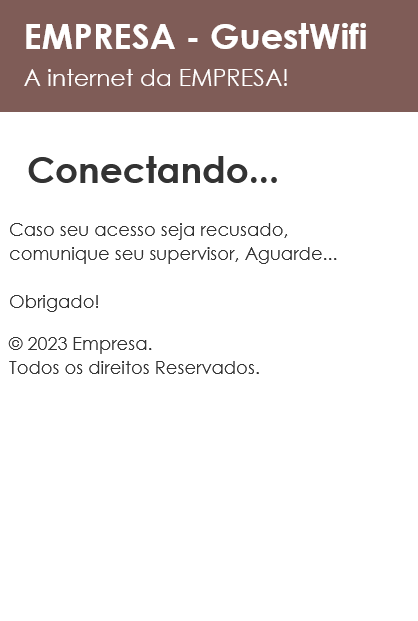 EMPRESA - GuestWifi
A internet da EMPRESA!
Conectando...
Caso seu acesso seja recusado,
comunique seu supervisor, Aguarde...
Obrigado!
© 2023 Empresa.
Todos os direitos Reservados.